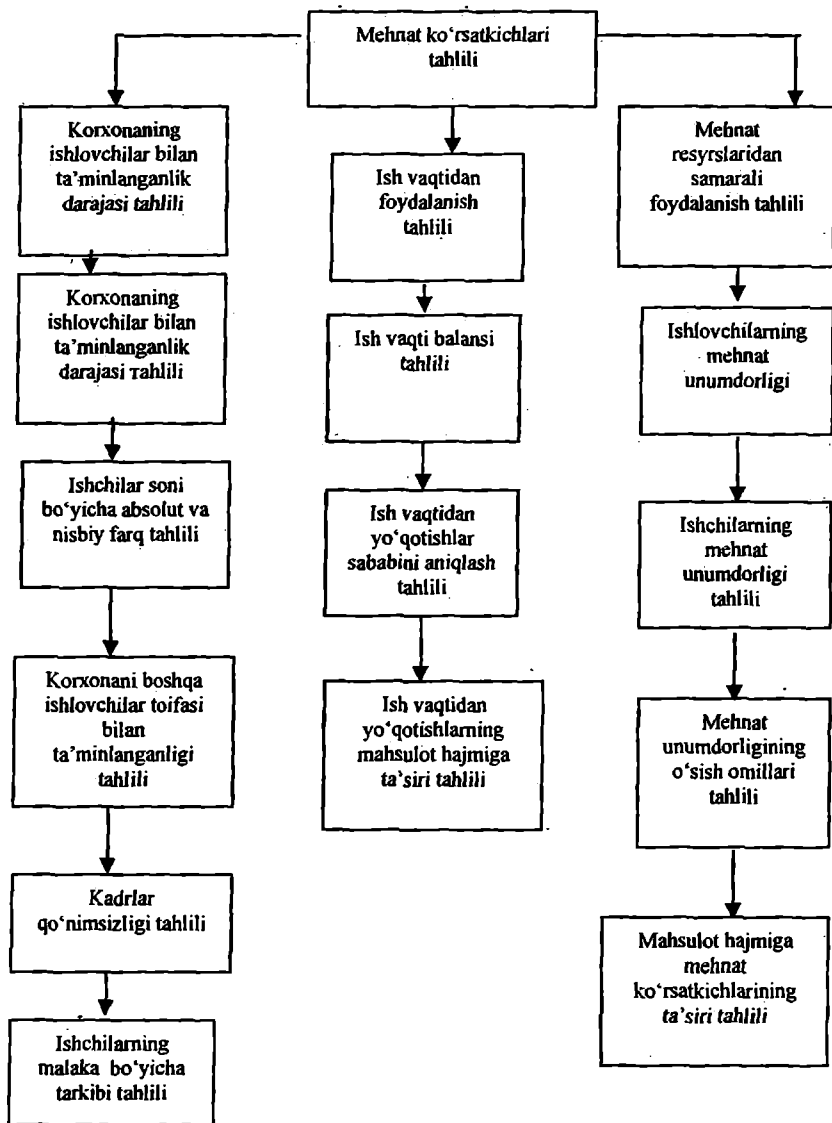 Mehnat ko‘rsatkichlari
tahlili
Korxonaning
ishlovchilar bilan
ta’minlanganlik
darajasi tahlili
Korxonaning
ishlovchilar bilan
ta’minlanganlik
darajasi тahlili
Ishchilar soni
bo‘yicha absolut va
nisbiy farq tahlili
Korxonani boshqa
ishlovchilar toifasi
bilan
ta’minlanganligi
tahlili
Kadrlar
qo‘nimsizligi tahlili
Ishchilarning
malaka bo‘yicha
tarkibi tahlili
Ish vaqtidan
foydalanish
tahlili
Ish vaqti balansi
tahlili
Ish vaqtidan
yo‘qotishlar
sababini aniqlash
tahlili
Ish vaqtidan
yo‘qotishlarning
mahsulot hajmiga
ta’siri tahlili
Mehnat
resyrslaridan
samarali
foydalanish tahlili
Ishlovchilarning
mehnat
unumdorligi
Ishchilarning
mehnat
unumdorligi
tahlili
Mehnat
unumdorligining
o‘sish omillari
tahlili
Mahsulot hajmiga
mehnat
ko‘rsatkichlarining
ta’siri tahlili